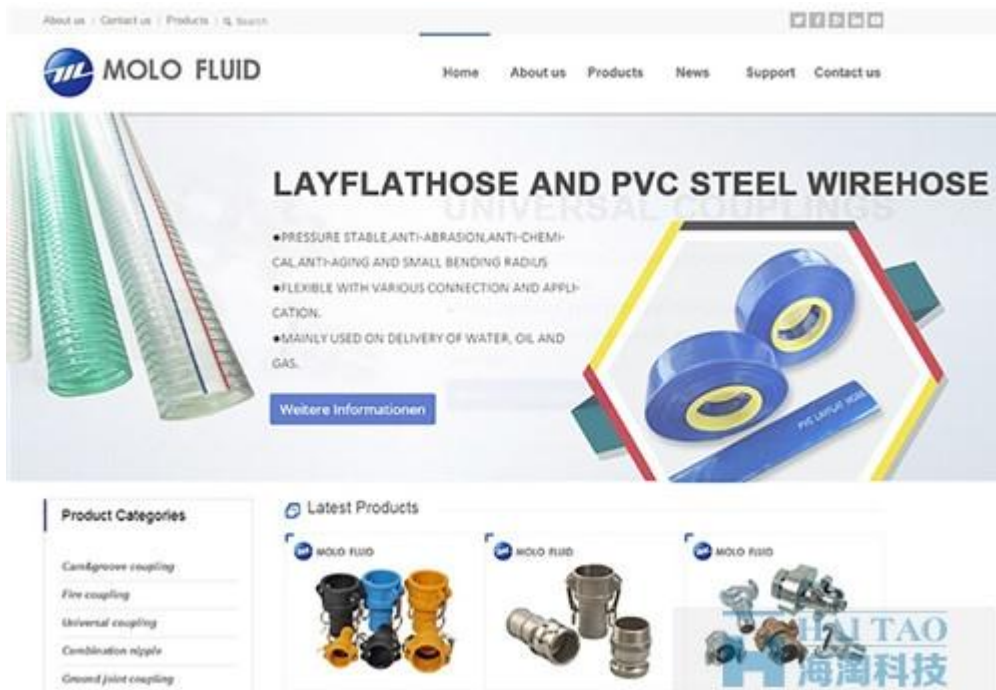 About us Contact us Products Search
MOLO FLUID
Home About us Products News Support Contact us
LAYFLATHOSE AND PVC STEEL WIREHOSE
UNIVERSAL COUPLINGS
●PRESSURE STABLE,ANTI-ABRASION,ANTI-CHEMI-
CAL,ANTI-AGING AND SMALL BENDING RADIUS
●FLEXIBLE WITH VARIOUS CONNECTION AND APPLI-
CATION.
●MAINLY USED ON DELIVERY OF WATER, OIL AND
GAS.
Weitere Informationen
PVC LAYFLAT HOSE
Product Categories
Cam&groove coupling
Fire coupling
Universal coupling
Combination nipple
Ground joint coupling
Latest Products
MOLO FLUID
MOLO FLUID
MOLO FLUID
HAI TAO
海淘科技